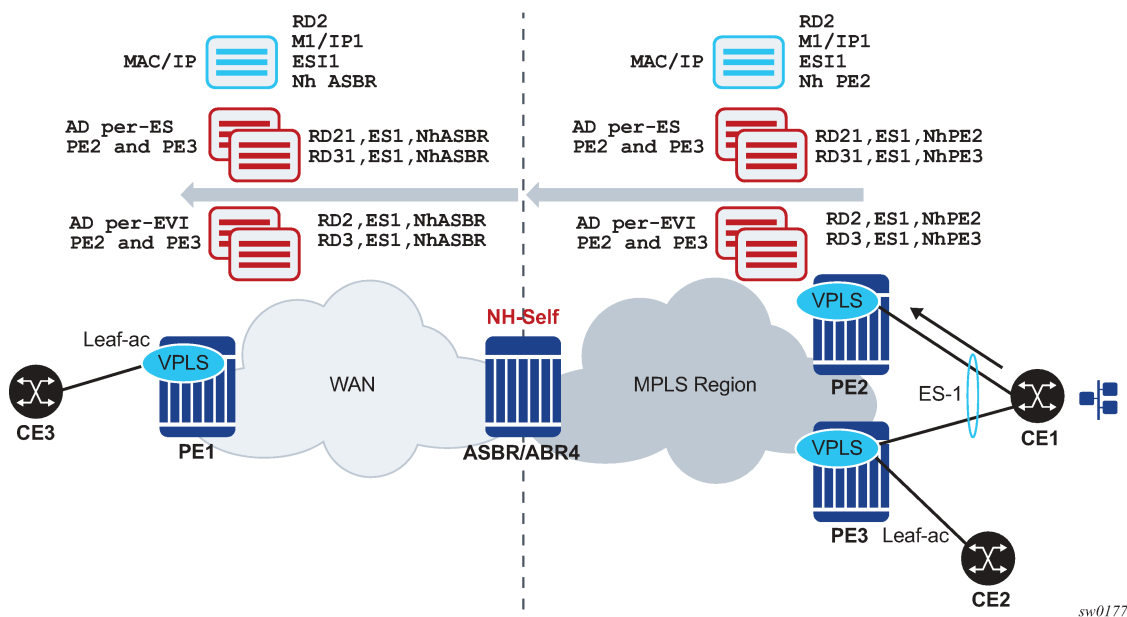 MAC/IP
RD2
M1/IP1
ESI1
Nh ASBR
AD per-ES
PE2 and PE3
RD21,ES1,NhASBR
RD31,ES1,NhASBR
AD per-EVI
PE2 and PE3
RD2,ES1,NhASBR
RD3,ES1,NhASBR
MAC/IP
RD2
M1/IP1
ESI1
Nh PE2
AD per-ES
PE2 and PE3
RD21,ES1,NhPE2
RD31,ES1,NhPE3
AD per-EVI
PE2 and PE3
RD2,ES1,NhPE2
RD3,ES1,NhPE3
NH-Self
Leaf-ac
VPLS
WAN
MPLS Region
VPLS
PE2
ES-1
CE3
PE1
ASBR/ABR4
VPLS
CE1
PE3
Leaf-ac
CE2
sw0177